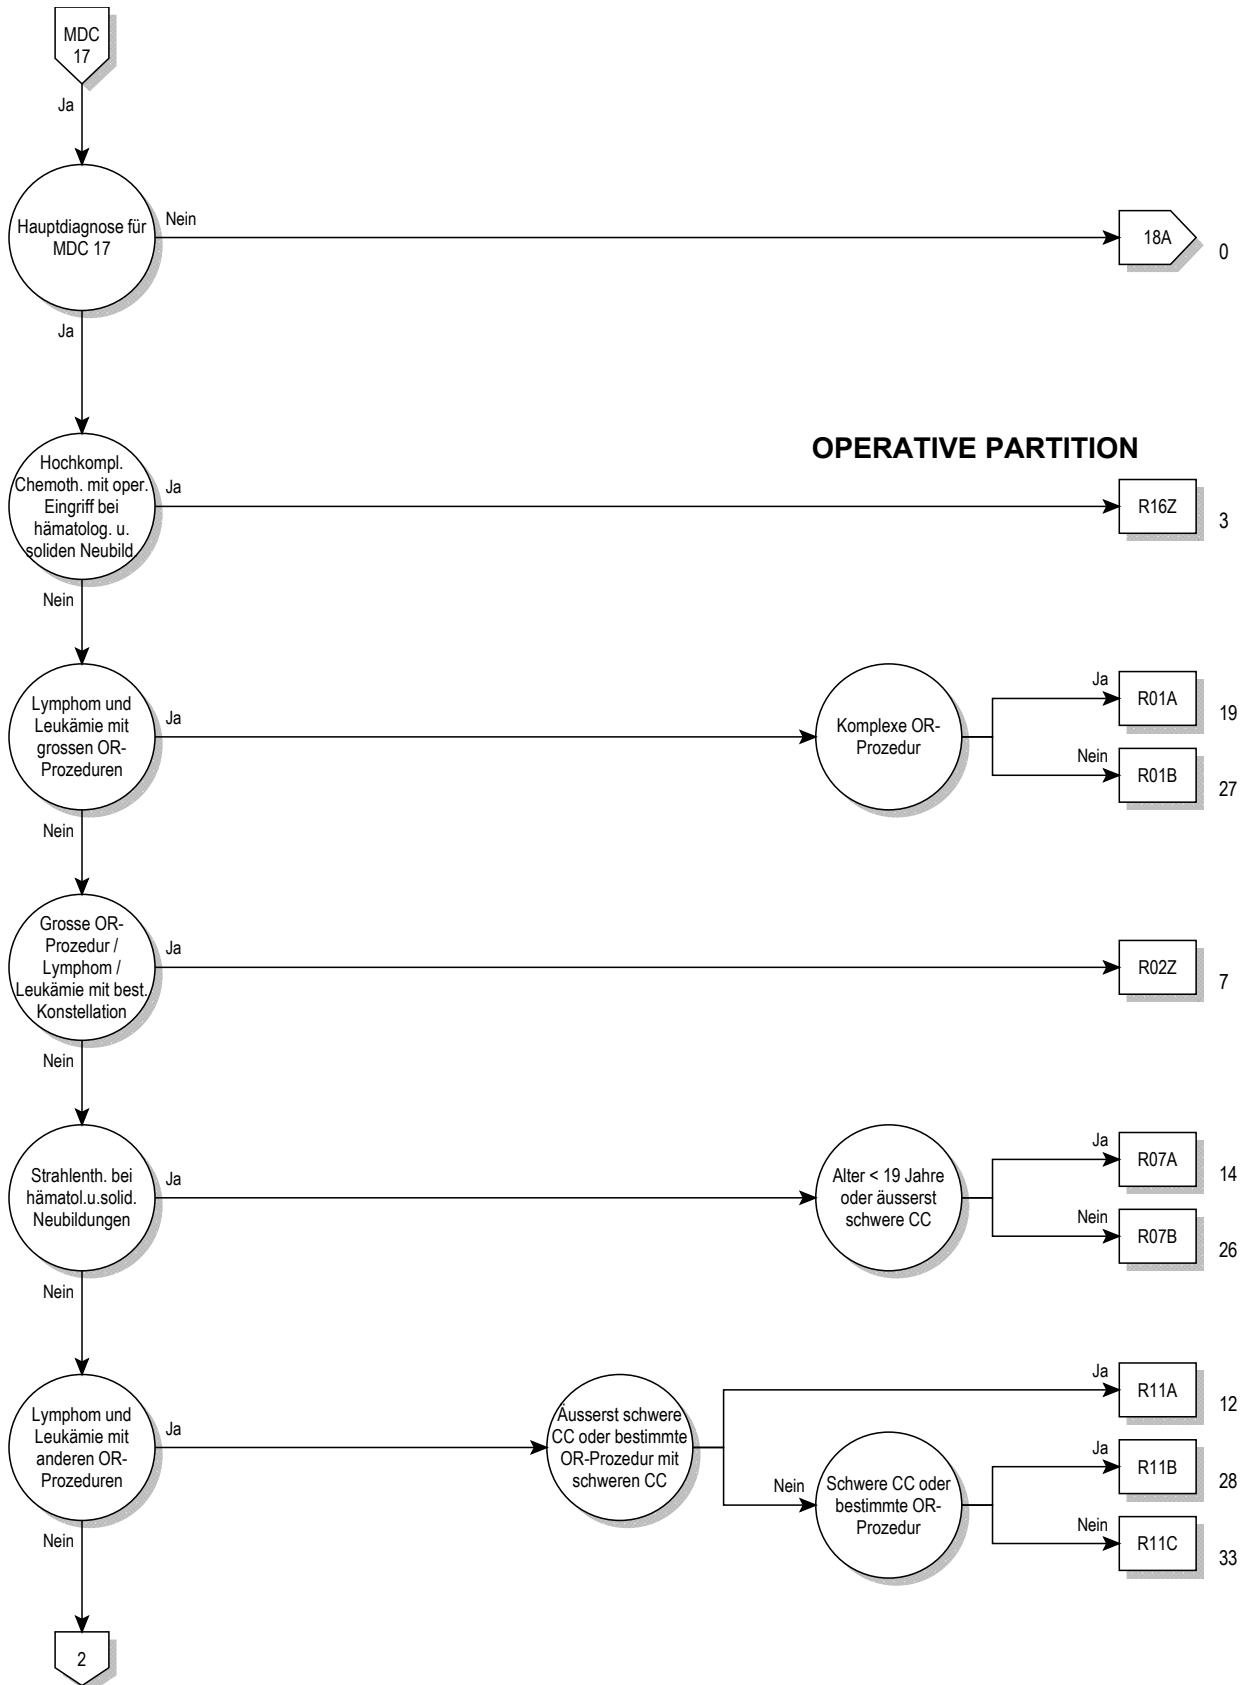 MDC
17
Ja
Hauptdiagnose für
MDC 17
Nein
18A
0
Ja
OPERATIVE PARTITION
Hochkompl.
Chemoth. mit oper.
Eingriff bei
hämatolog. u.
soliden Neubild.
Ja
R16Z
3
Nein
Lymphom und
Leukämie mit
grossen OR-
Prozeduren
Ja
Komplexe OR-
Prozedur
Ja
R01A
19
Nein
R01B
27
Nein
Grosse OR-
Prozedur /
Lymphom /
Leukämie mit best.
Konstellation
Ja
R02Z
7
Nein
Strahlenth. bei
hämatol.u.solid.
Neubildungen
Ja
Alter < 19 Jahre
oder äusserst
schwere CC
Ja
R07A
14
Nein
R07B
26
Nein
Lymphom und
Leukämie mit
anderen OR-
Prozeduren
Ja
Äusserst schwere
CC oder bestimmte
OR-Prozedur mit
schweren CC
Ja
R11A
12
Nein
Schwere CC oder
bestimmte OR-
Prozedur
Ja
R11B
28
Nein
R11C
33
Nein
2